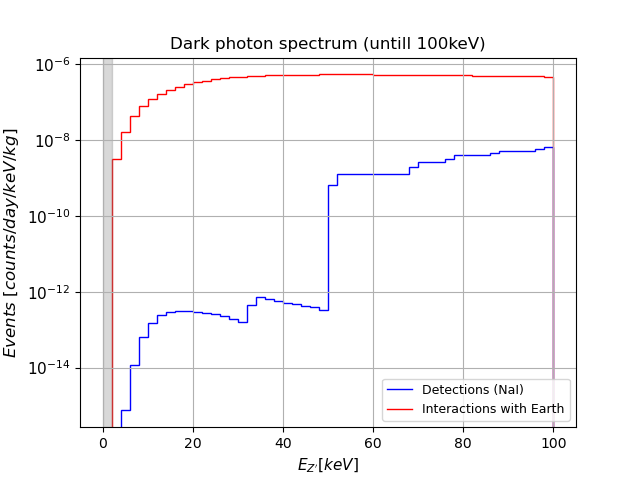 Dark photon spectrum (untill 100keV)
Events [counts/day/keV/kg]
10⁻⁶
10⁻⁸
10⁻¹⁰
10⁻¹²
10⁻¹⁴
Detections (NaI)
Interactions with Earth
0 20 40 60 80 100
E_{Z'}[keV]